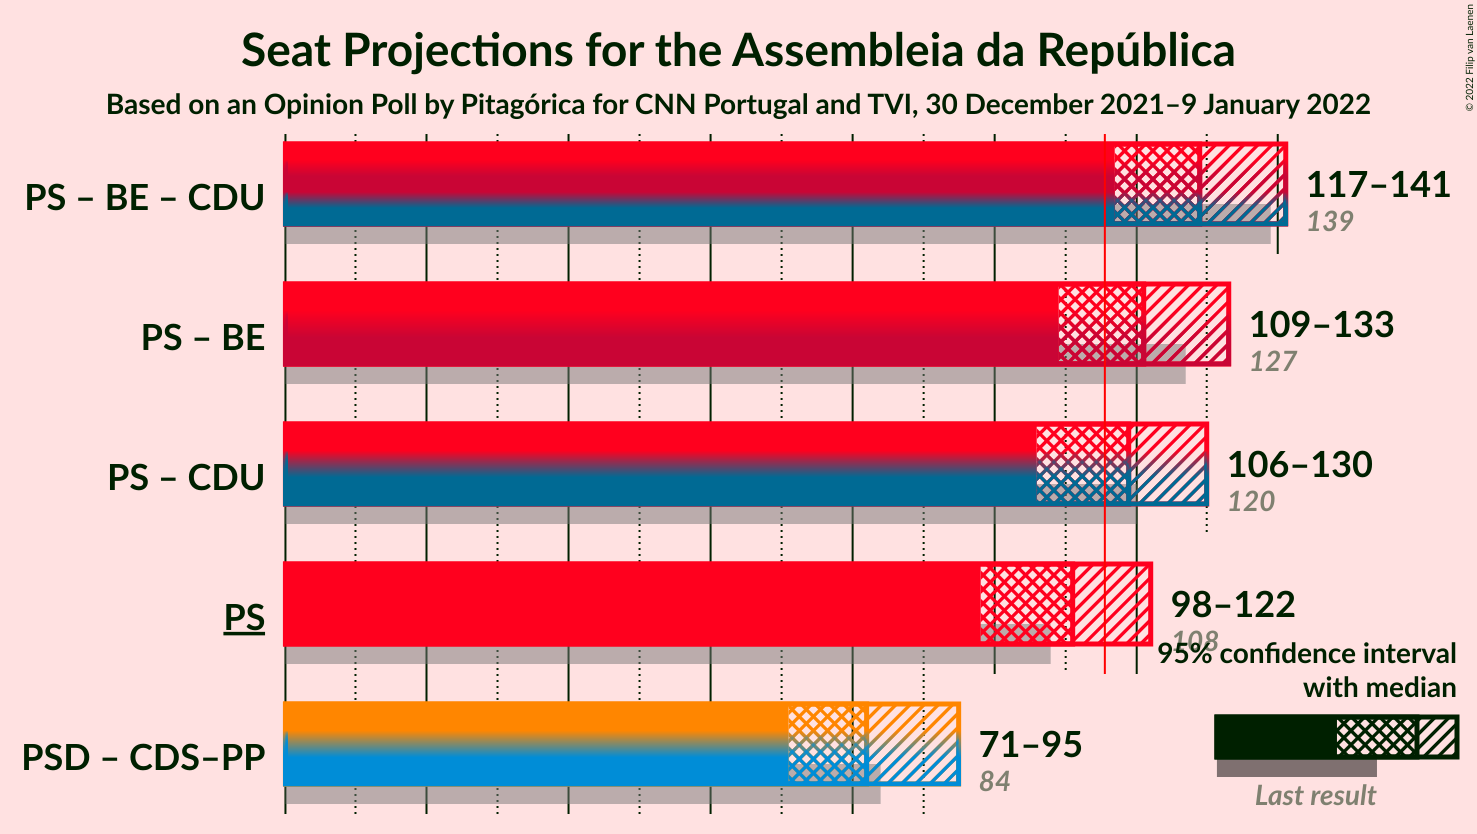 Seat Projections for the Assembleia da República
Based on an Opinion Poll by Pitagórica for CNN Portugal and TVI, 30 December 2021–9 January 2022
© 2022 Filip van Laenen
PS – BE – CDU
117–141
139
PS – BE
109–133
127
PS – CDU
106–130
120
PS
98–122
108
PSD – CDS–PP
71–95
84
95% confidence interval
with median
Last result